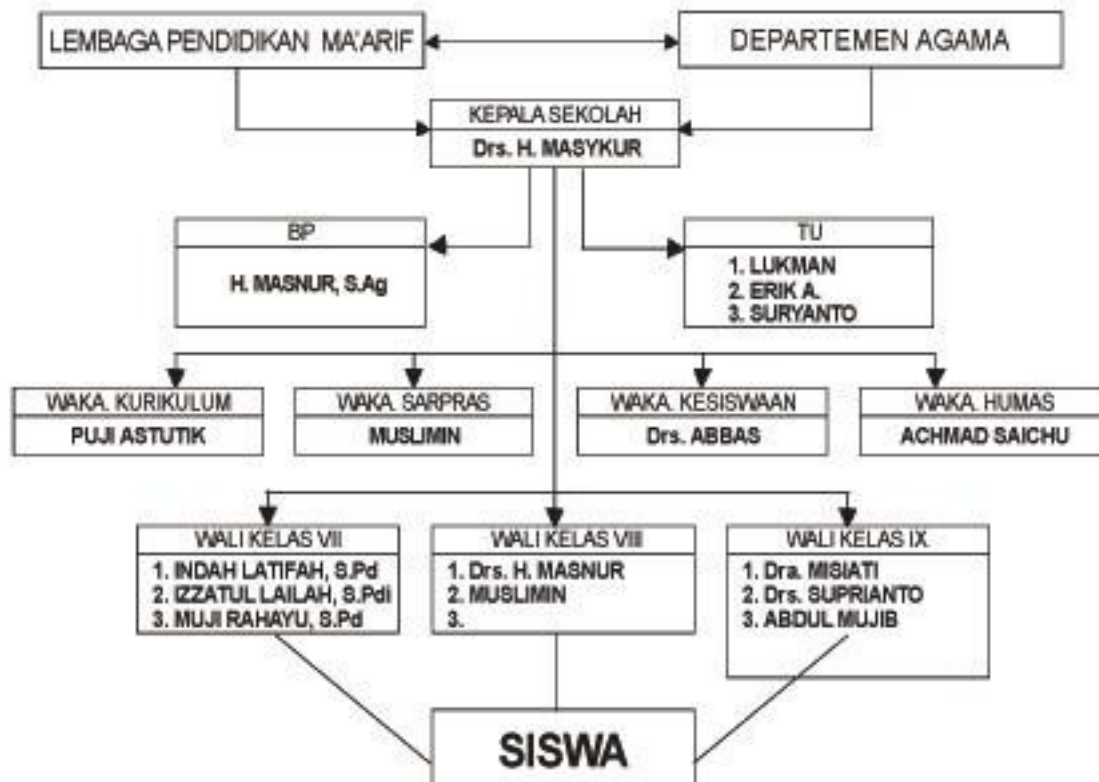 LEMBAGA PENDIDIKAN MA'ARIF
DEPARTEMEN AGAMA
KEPALA SEKOLAH
Drs. H. MASYKUR
BP
H. MASNUR, S.Ag
TU
1. LUKMAN
2. ERIK A.
3. SURYANTO
WAKA. KURIKULUM
PUJI ASTUTIK
WAKA. SARPRAS
MUSLIMIN
WAKA. KESISWAAN
Drs. ABBAS
WAKA. HUMAS
ACHMAD SAICHU
WALI KELAS VII
1. INDAH LATIFAH, S.Pd
2. IZZATUL LAILAH, S.Pdi
3. MUJI RAHAYU, S.Pd
WALI KELAS VIII
1. Drs. H. MASNUR
2. MUSLIMIN
3.
WALI KELAS IX
1. Dra. MISIATI
2. Drs. SUPRIANTO
3. ABDUL MUJIB
SISWA